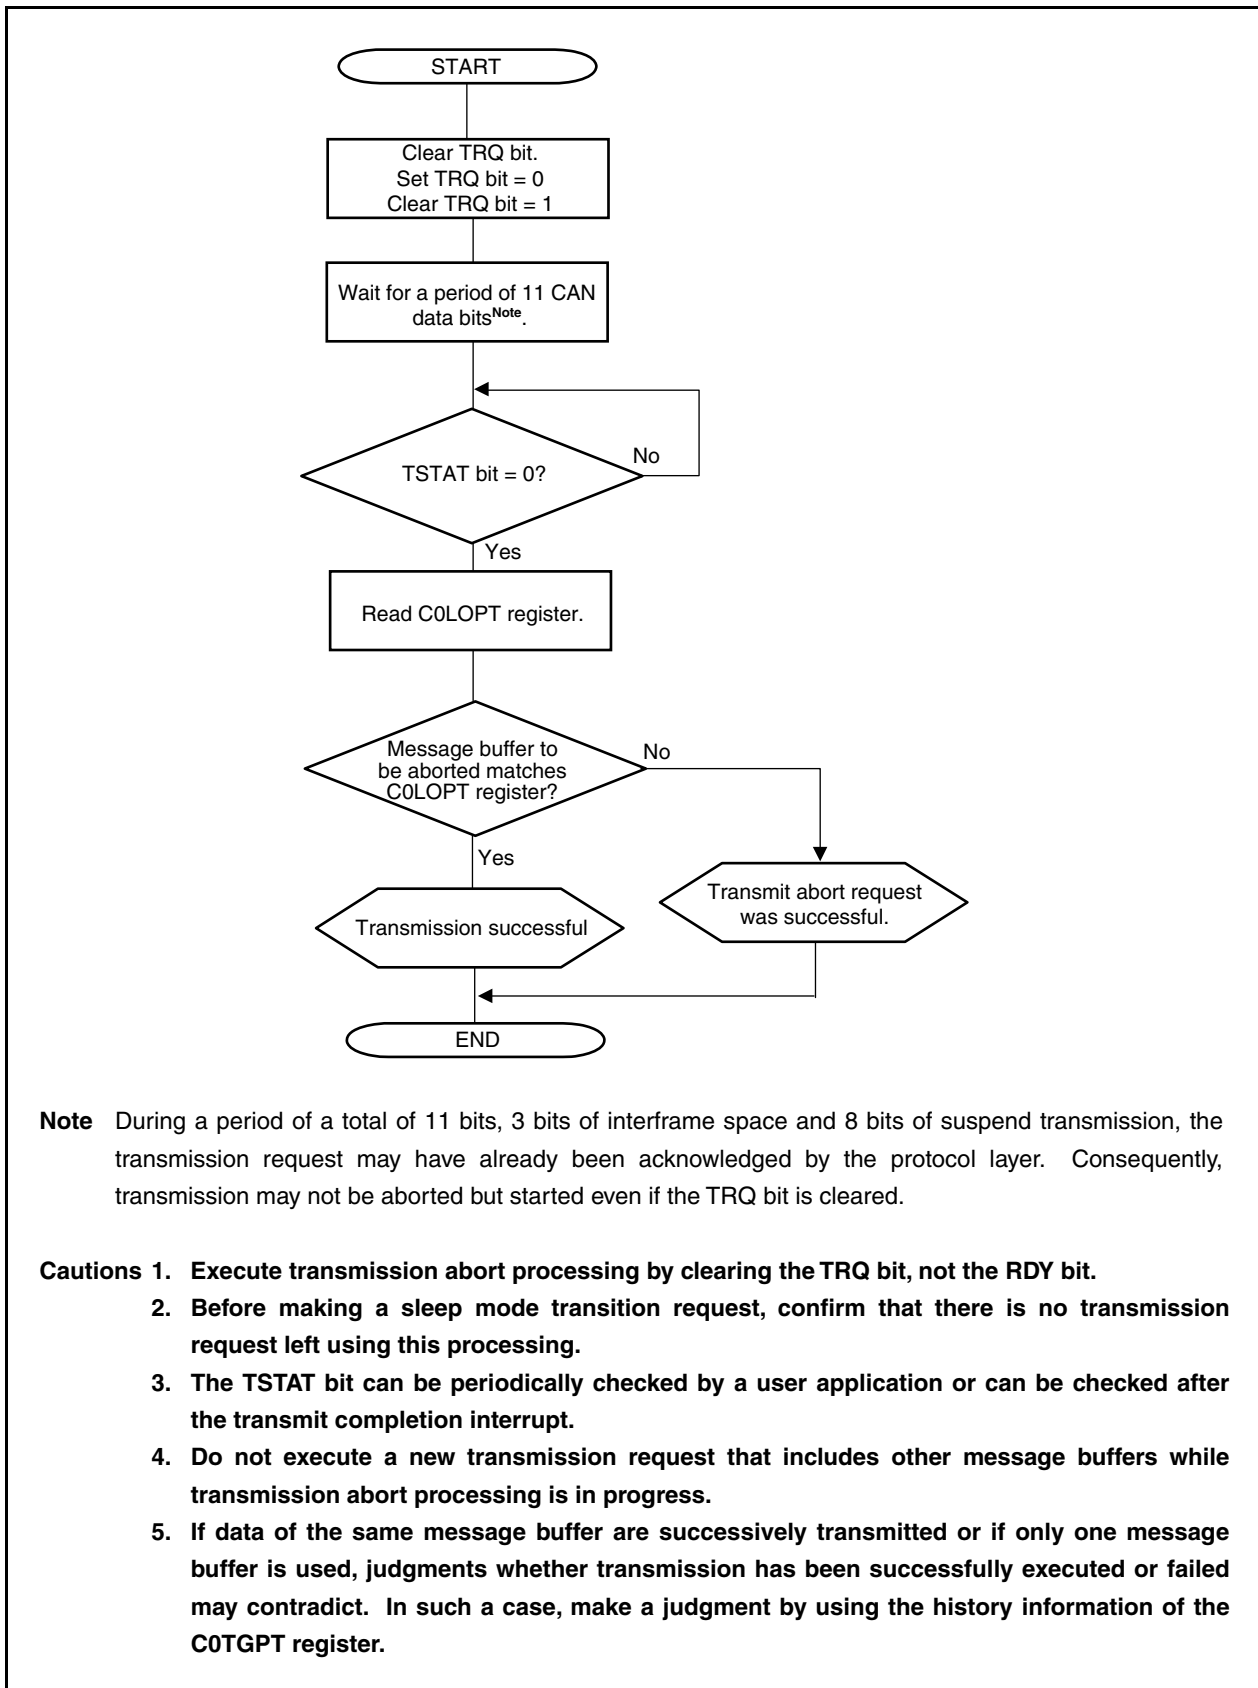 START
Clear TRQ bit.
Set TRQ bit = 0
Clear TRQ bit = 1
Wait for a period of 11 CAN
data bitsNote.
No
TSTAT bit = 0?
Yes
Read C0LOPT register.
Message buffer to
be aborted matches
C0LOPT register?
No
Yes
Transmit abort request
was successful.
Transmission successful
END
Note During a period of a total of 11 bits, 3 bits of interframe space and 8 bits of suspend transmission, the
transmission request may have already been acknowledged by the protocol layer. Consequently,
transmission may not be aborted but started even if the TRQ bit is cleared.
Cautions 1. Execute transmission abort processing by clearing the TRQ bit, not the RDY bit.
2. Before making a sleep mode transition request, confirm that there is no transmission
request left using this processing.
3. The TSTAT bit can be periodically checked by a user application or can be checked after
the transmit completion interrupt.
4. Do not execute a new transmission request that includes other message buffers while
transmission abort processing is in progress.
5. If data of the same message buffer are successively transmitted or if only one message
buffer is used, judgments whether transmission has been successfully executed or failed
may contradict. In such a case, make a judgment by using the history information of the
C0TGPT register.